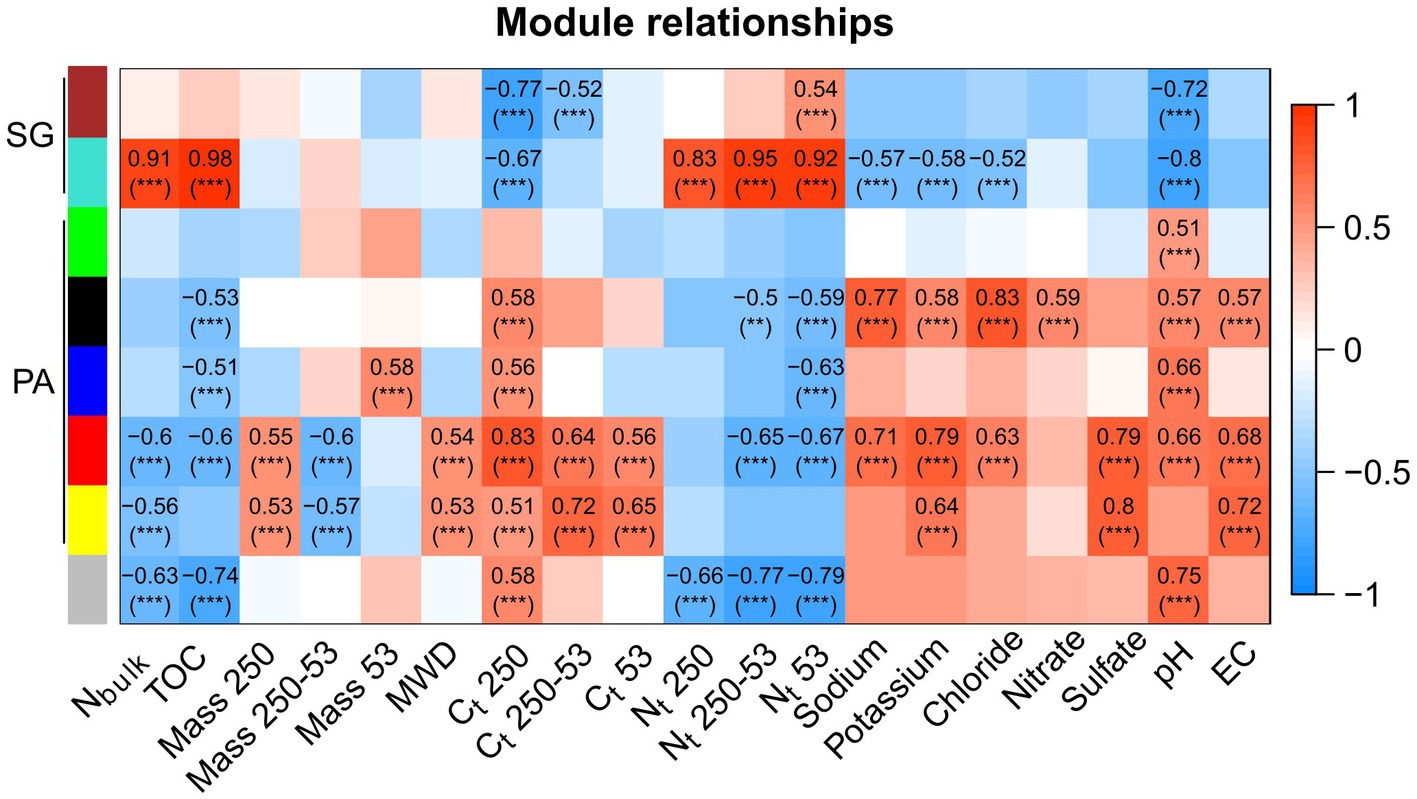 Module relationships
SG
−0.77 −0.52 0.54 −0.72
(***) (***) (***) (***)
0.91 0.98 −0.67 0.83 0.95 0.92 −0.57 −0.58 −0.52 −0.8
(***) (***) (***) (***) (***) (***) (***) (***) (***) (***)
PA
0.51
(***)
−0.53 0.58 −0.5 −0.59 0.77 0.58 0.83 0.59 0.57 0.57
(***) (***) (**) (***) (***) (***) (***) (***) (***) (***)
−0.51 0.58 0.56 −0.63 0.66
(***) (***) (***) (***) (***)
−0.6 −0.6 0.55 −0.6 0.54 0.83 0.64 0.56 −0.65 −0.67 0.71 0.79 0.63 0.79 0.66 0.68
(***) (***) (***) (***) (***) (***) (***) (***) (***) (***) (***) (***) (***) (***) (***) (***)
−0.56 0.53 −0.57 0.53 0.51 0.72 0.65 0.64 0.8 0.72
(***) (***) (***) (***) (***) (***) (***) (***) (***) (***)
−0.63 −0.74 0.58 −0.66 −0.77 −0.79 0.75
(***) (***) (***) (***) (***) (***) (***)
Nbulk
TOC
Mass 250
Mass 250-53
Mass 53
MWD
Ct 250
Ct 250-53
Ct 53
Nt 250
Nt 250-53
Nt 53
Sodium
Potassium
Chloride
Nitrate
Sulfate
pH
EC
1
0.5
0
−0.5
−1